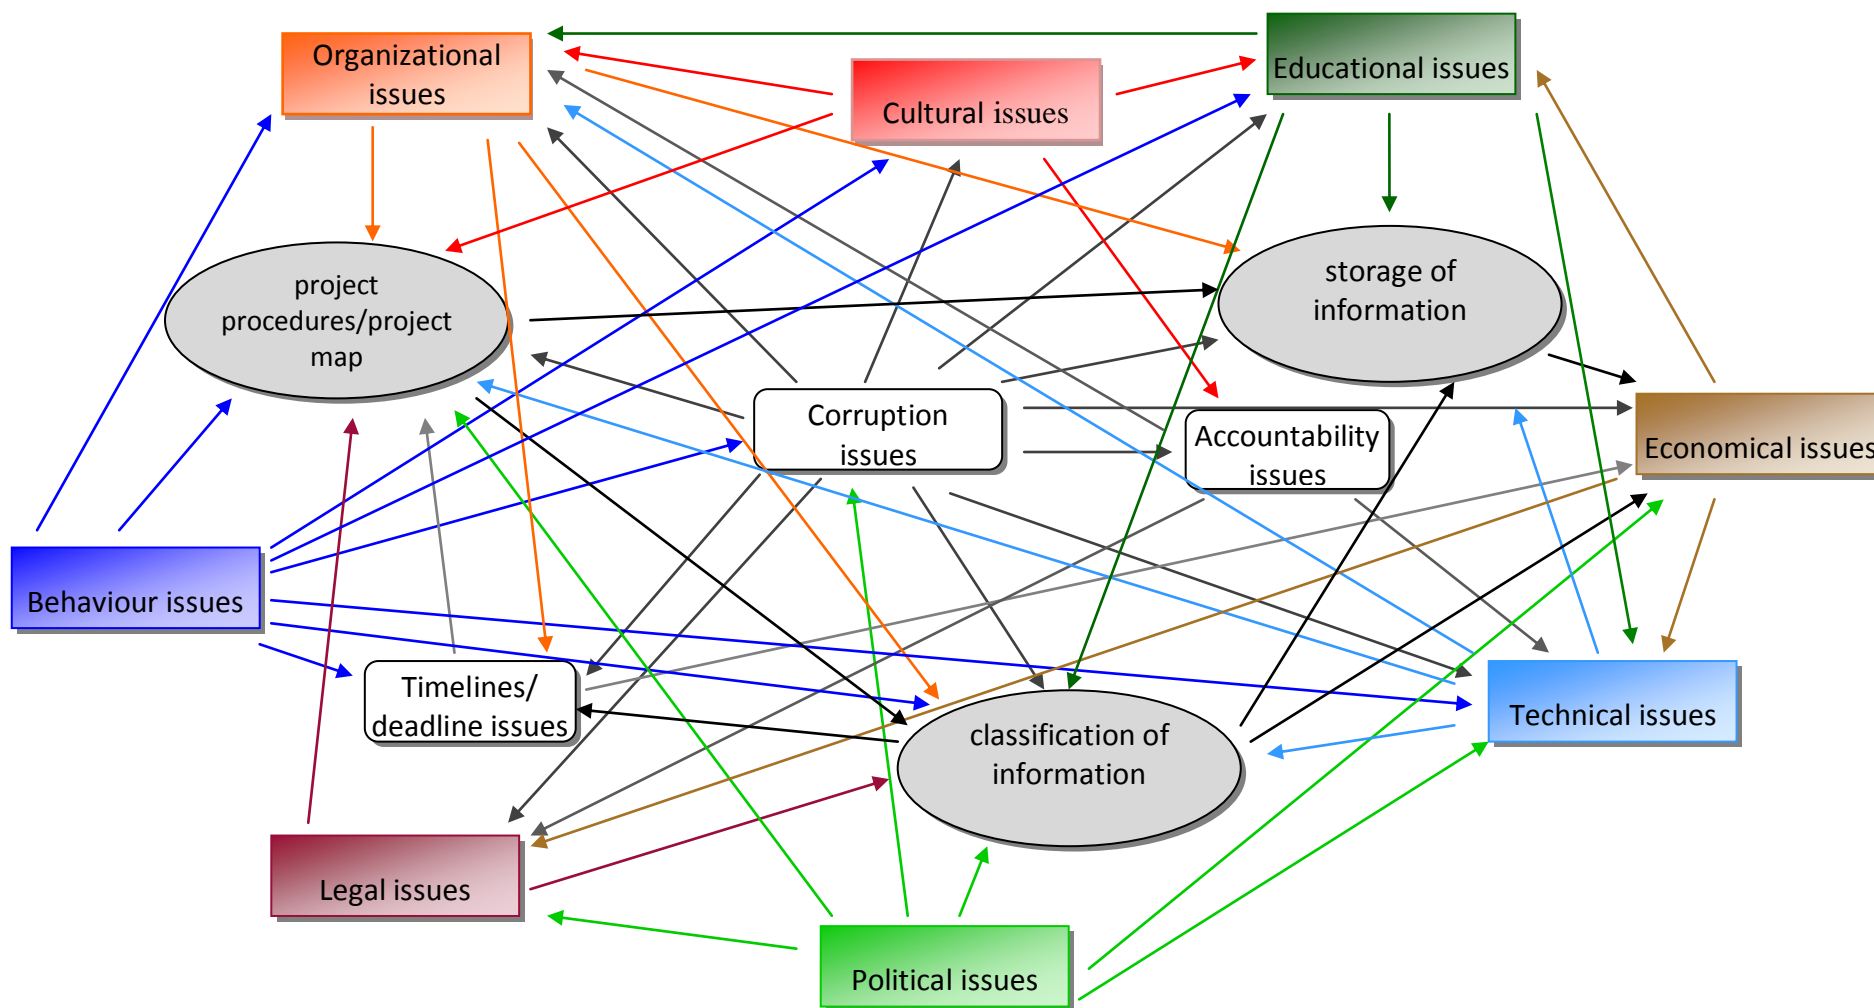 Organizational
issues
Cultural issues
Educational issues
project
procedures/project
map
storage of
information
Corruption
issues
Accountability
issues
Economical issues
Behaviour issues
Timelines/
deadline issues
classification of
information
Technical issues
Legal issues
Political issues